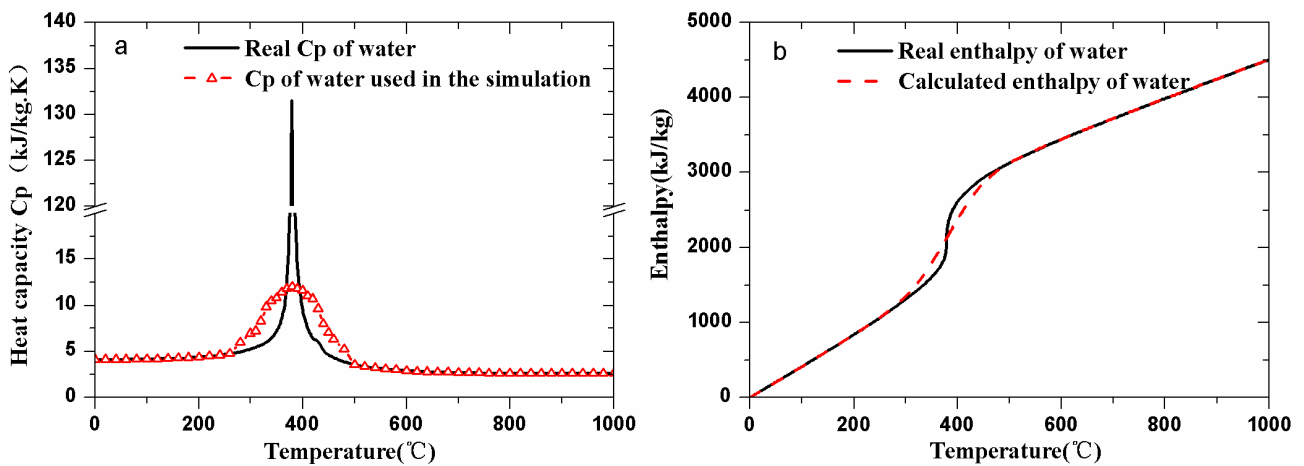 a
Real Cp of water
Cp of water used in the simulation
Heat capacity Cp (kJ/kg.K)
140
135
130
125
120
15
10
5
0
0 200 400 600 800 1000
Temperature(℃)
b
Real enthalpy of water
Calculated enthalpy of water
Enthalpy(kJ/kg)
5000
4000
3000
2000
1000
0
0 200 400 600 800 1000
Temperature(℃)